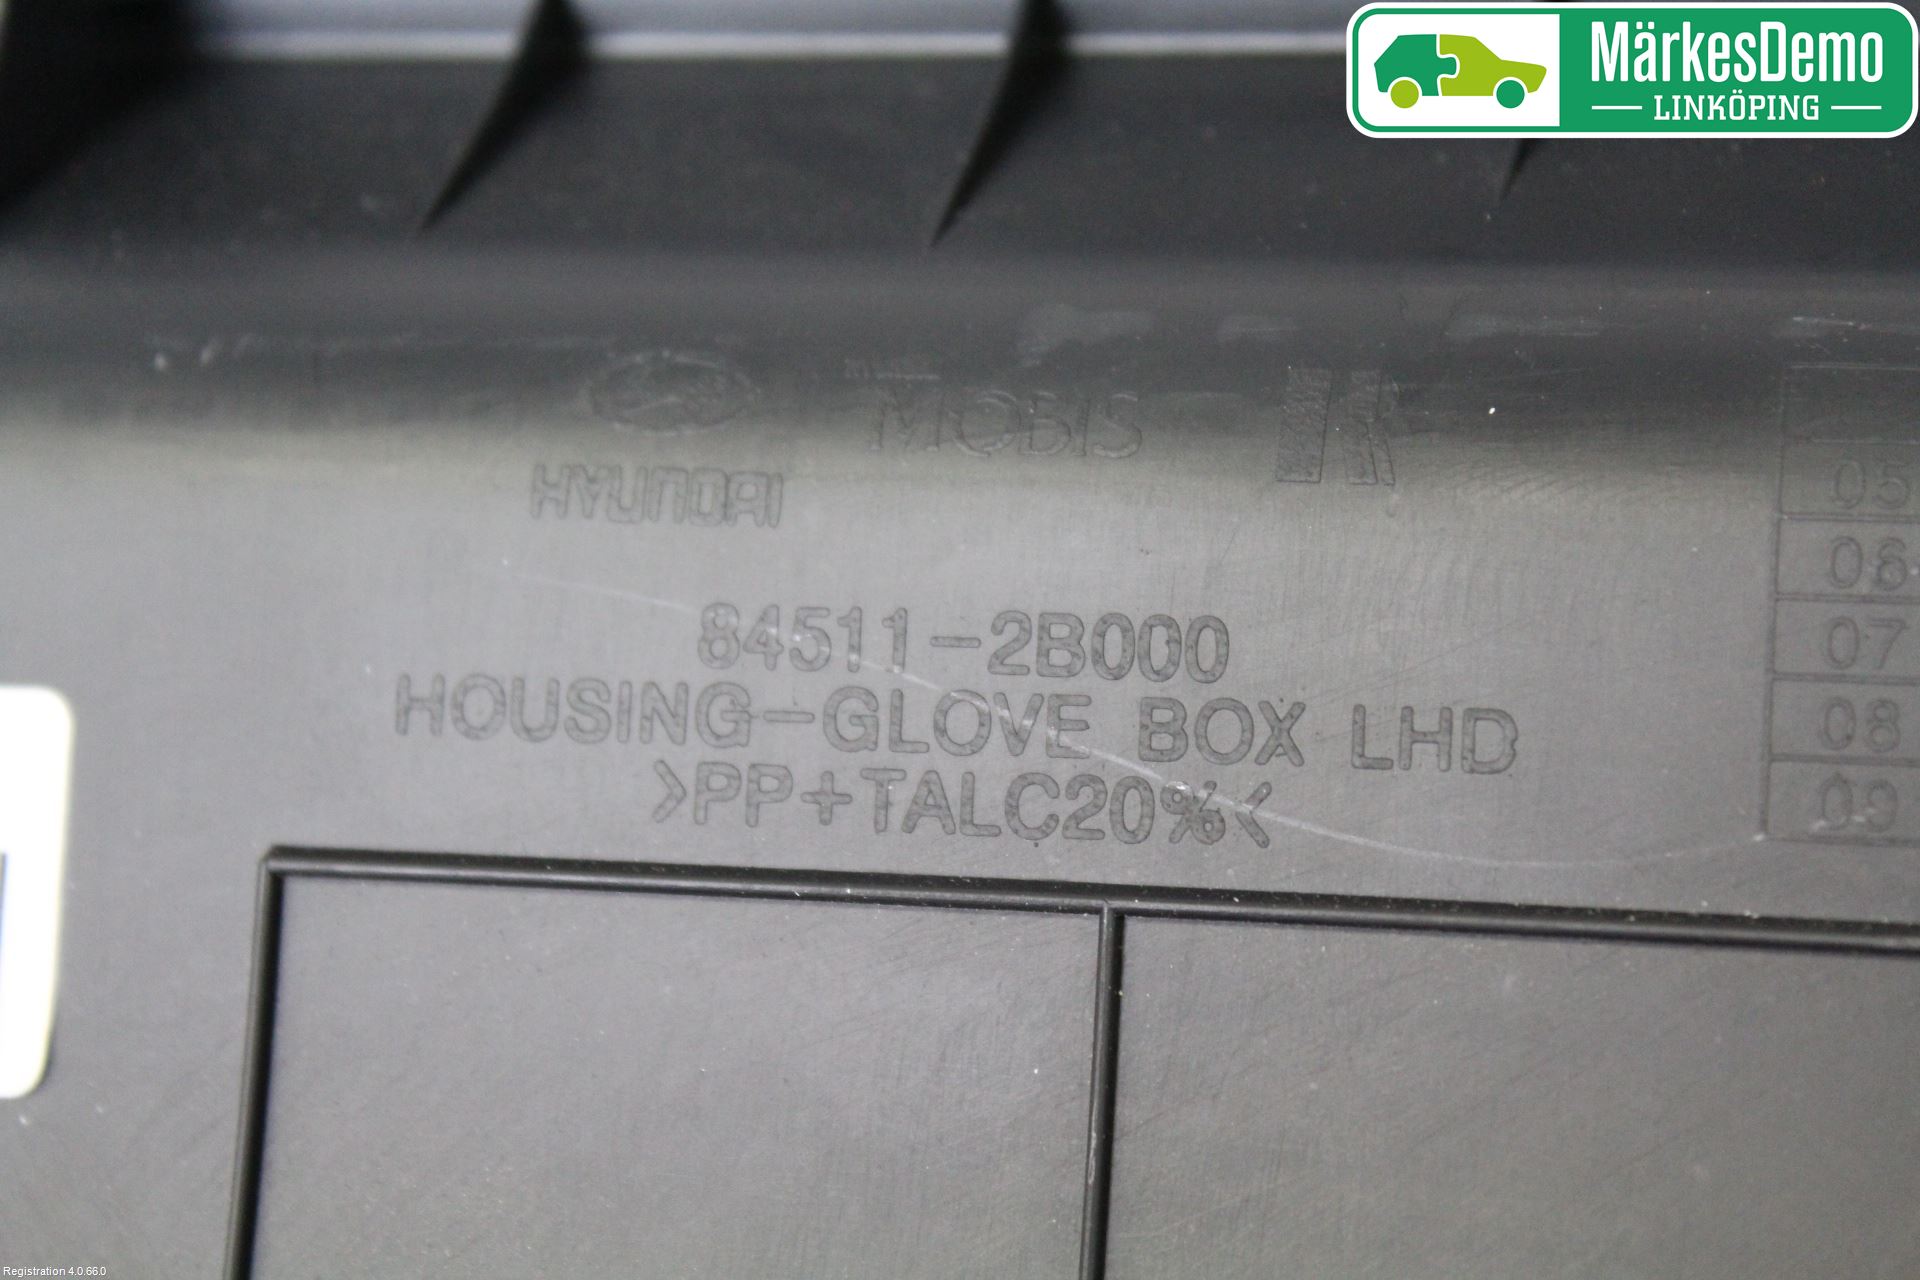 MärkesDemo
LINKÖPING
MOBIS
HYUNDAI
84511-2B000
HOUSING-GLOVE BOX LHD
>PP+TALC20%<
05
06
07
08
09
Registration 4.0.66.0